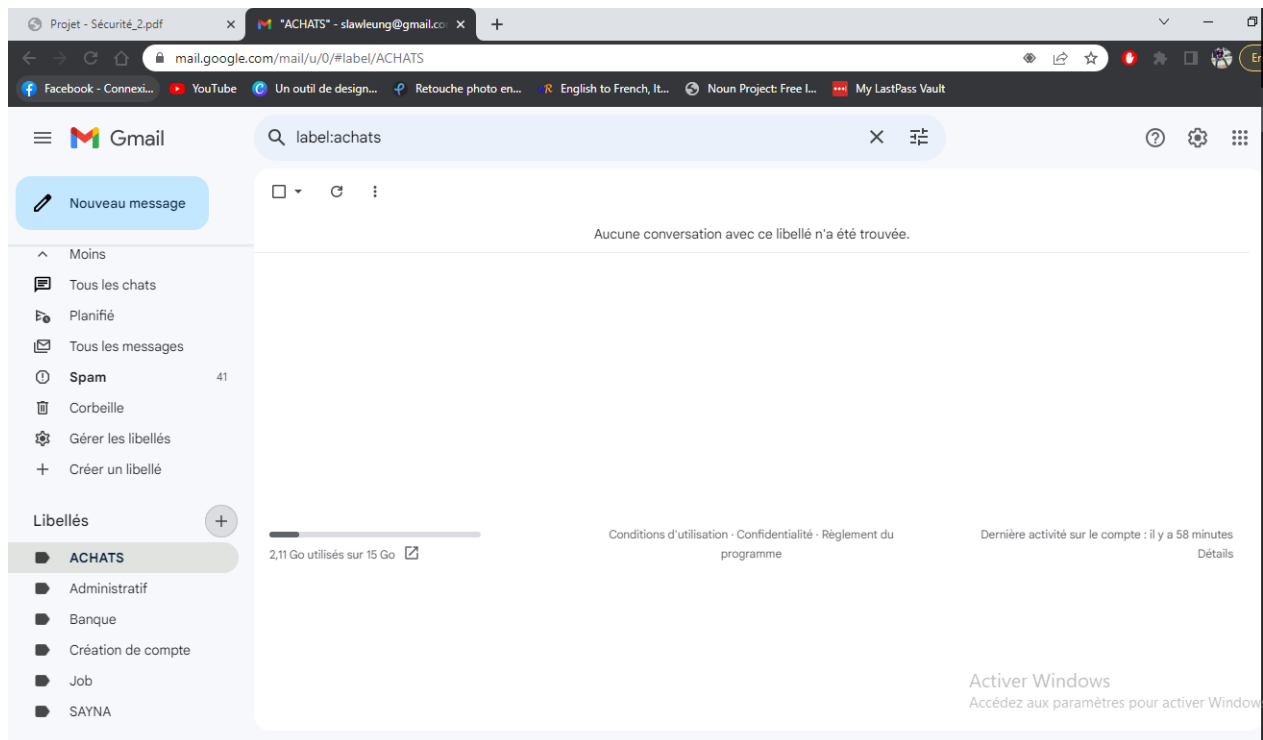 Projet - Sécurité_2.pdf
"ACHATS" - slawleung@gmail.co
mail.google.com/mail/u/0/#label/ACHATS
Er
Facebook - Connexi... YouTube Un outil de design... Retouche photo en... English to French, It... Noun Project: Free I... My LastPass Vault
Gmail
label:achats
Nouveau message
Aucune conversation avec ce libellé n'a été trouvée.
Moins
Tous les chats
Planifié
Tous les messages
Spam 41
Corbeille
Gérer les libellés
Créer un libellé
Libellés
ACHATS
Administratif
Banque
Création de compte
Job
SAYNA
2,11 Go utilisés sur 15 Go
Conditions d'utilisation · Confidentialité · Règlement du
programme
Dernière activité sur le compte : il y a 58 minutes
Détails
Activer Windows
Accédez aux paramètres pour activer Window